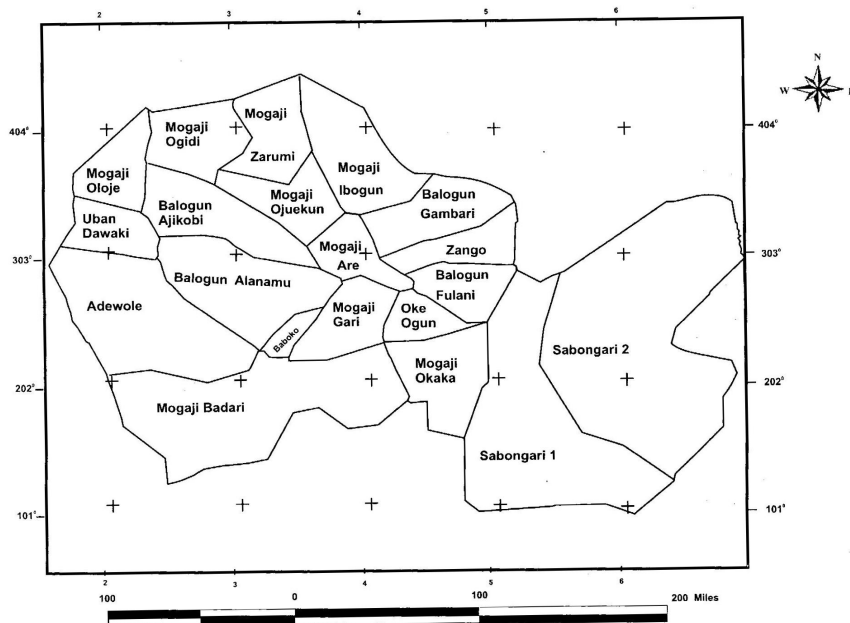 2 3 4 5 6
N
W E
404° 404°
Mogaji
Ogidi
Mogaji
Zarumi
Mogaji
Oloje
Mogaji
Ibogun
Mogaji
Ojuekun
Balogun
Gambari
Balogun
Ajikobi
Uban
Dawaki
Zango
303° 303°
Mogaji
Are
Balogun Alanamu
Balogun
Fulani
Adewole
Mogaji
Gari
Oke
Ogun
Baboko
Sabongari 2
Mogaji
Okaka
202° 202°
Mogaji Badari
Sabongari 1
101° 101°
2 3 4 5 6
100 0 100 200 Miles